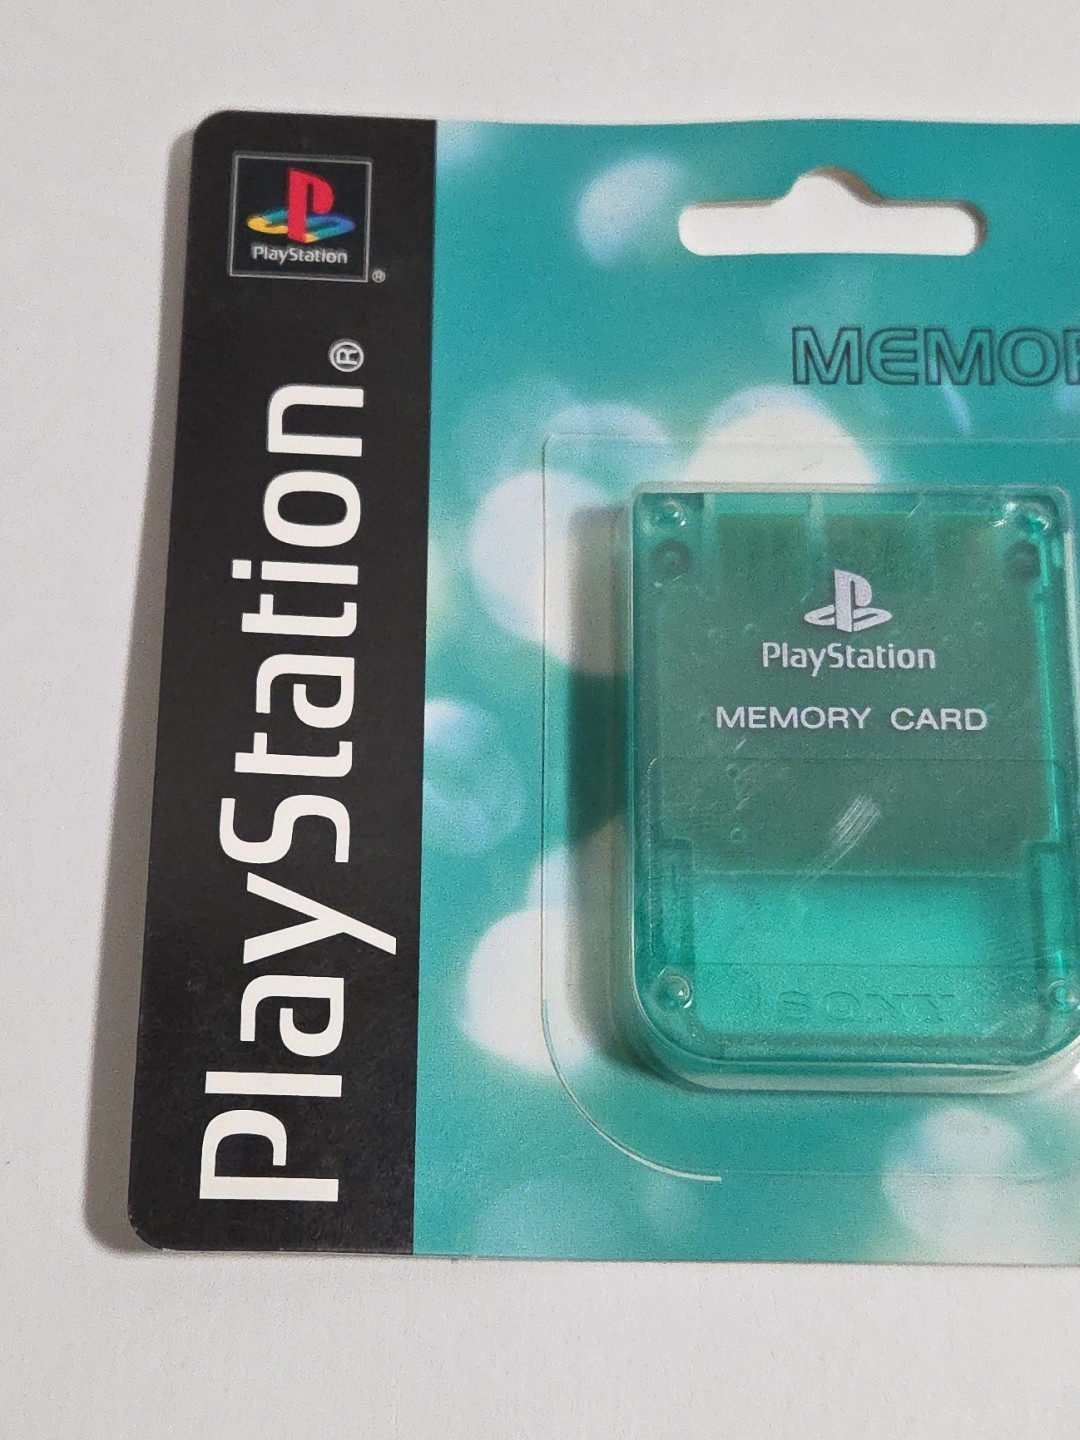 PlayStation
®
PlayStation®
MEMOR
PlayStation
MEMORY CARD
SONY